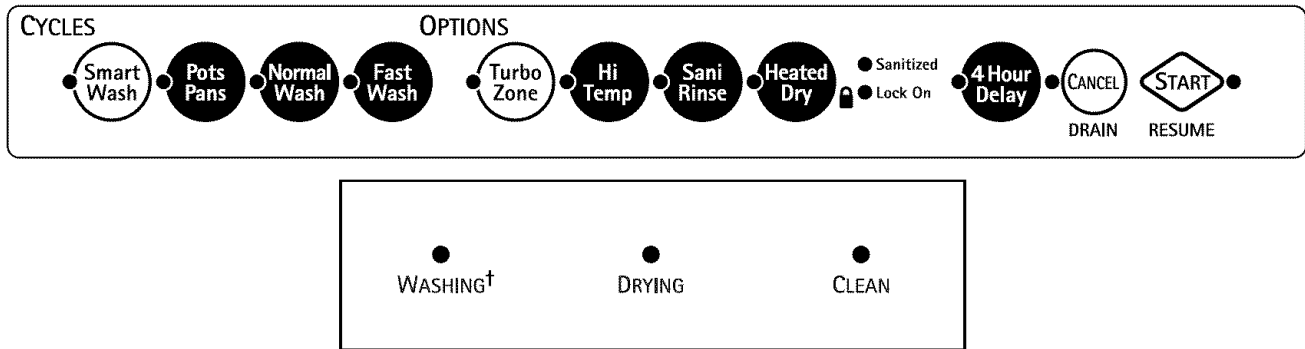 CYCLES
OPTIONS
Smart
Wash
Pots
Pans
Normal
Wash
Fast
Wash
Turbo
Zone
Hi
Temp
Sani
Rinse
Heated
Dry
Sanitized
Lock On
4 Hour
Delay
CANCEL
DRAIN
START
RESUME
WASHING†
DRYING
CLEAN